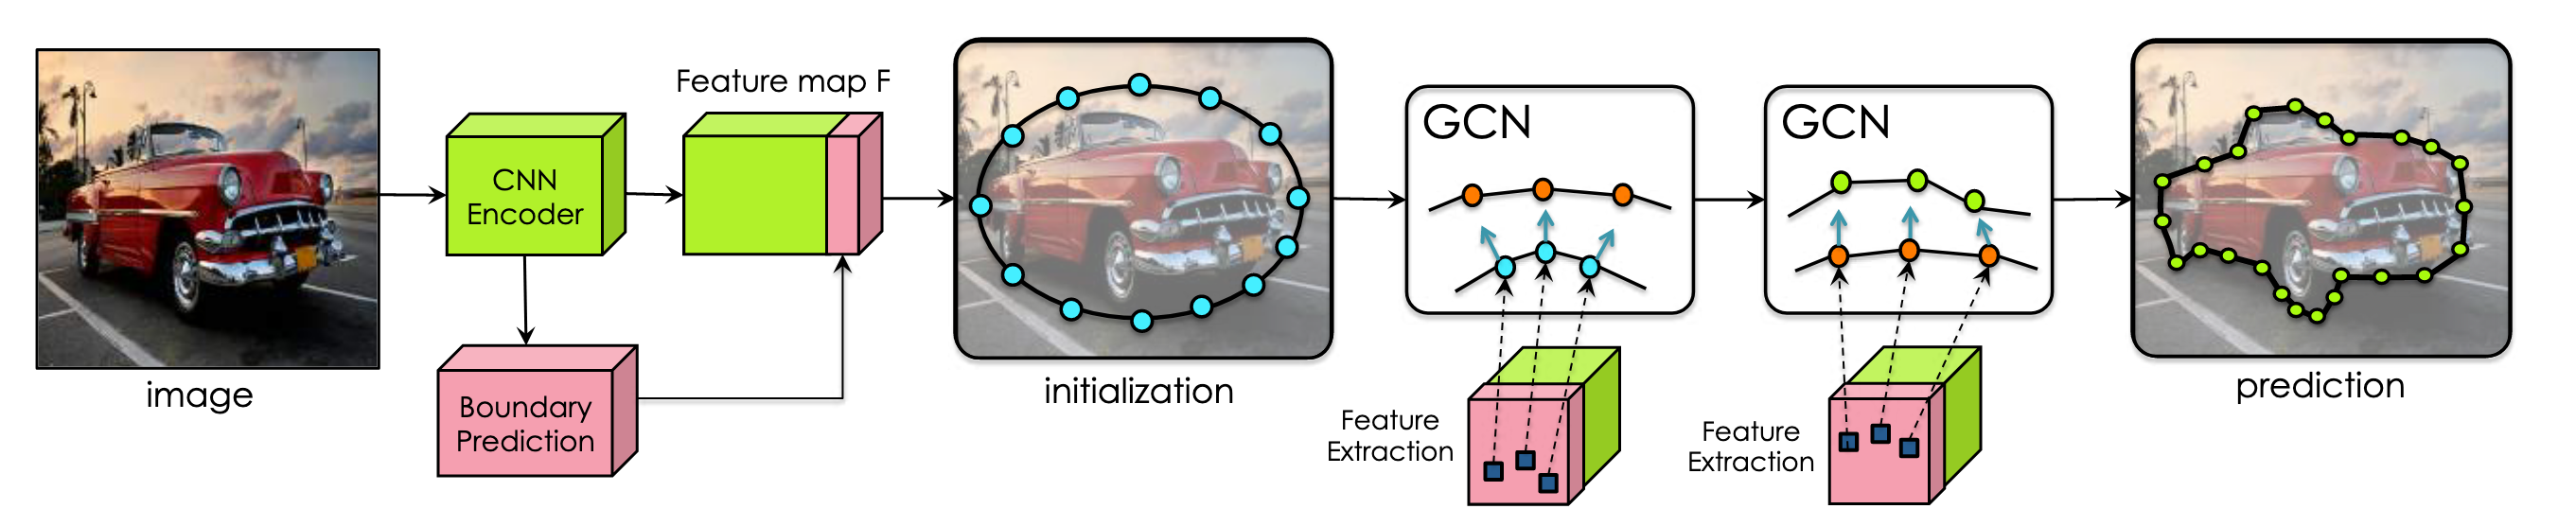 image
CNN
Encoder
Boundary
Prediction
Feature map F
initialization
GCN
Feature
Extraction
GCN
Feature
Extraction
prediction